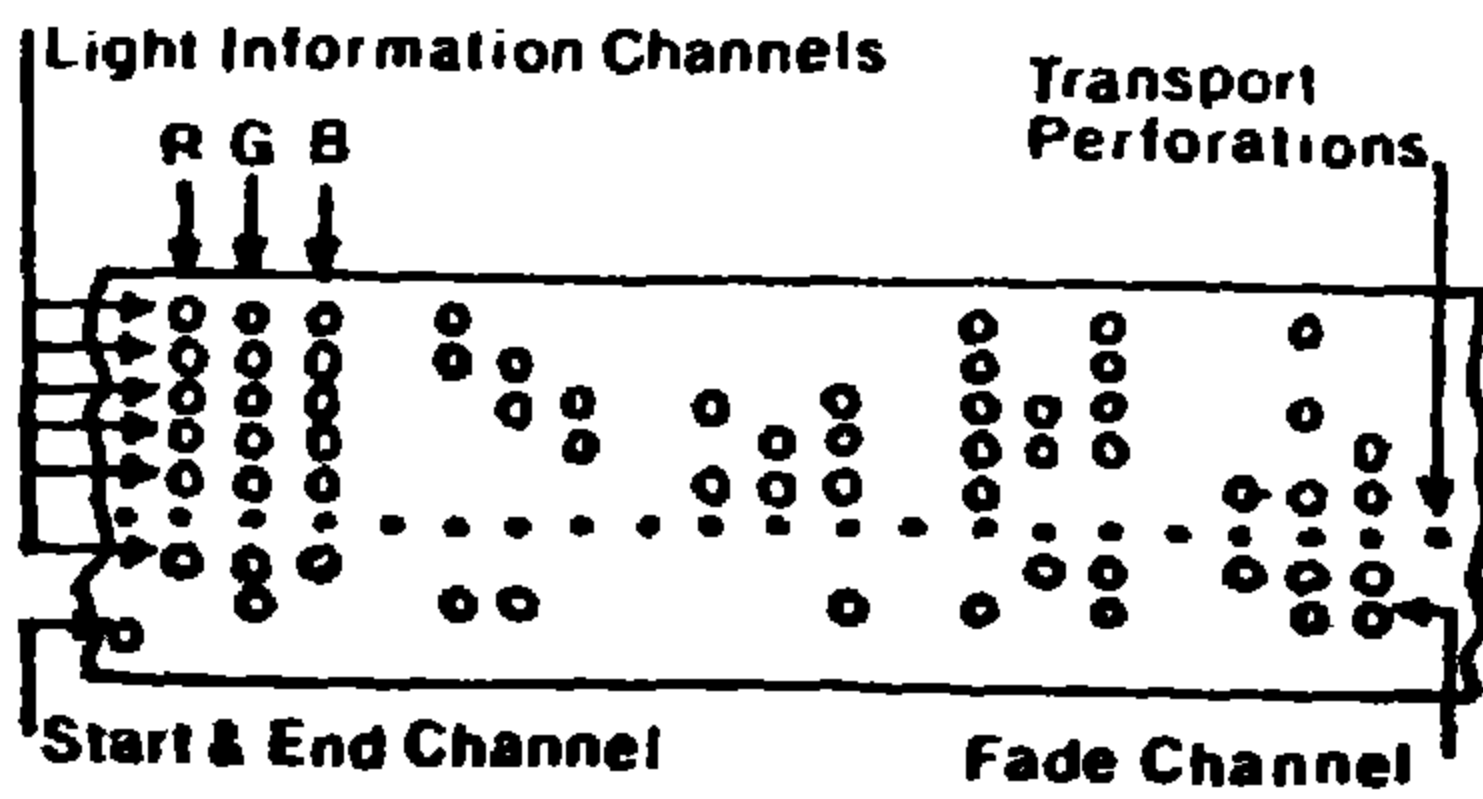 Light Information Channels
Transport
Perforations
R G B
Start & End Channel
Fade Channel